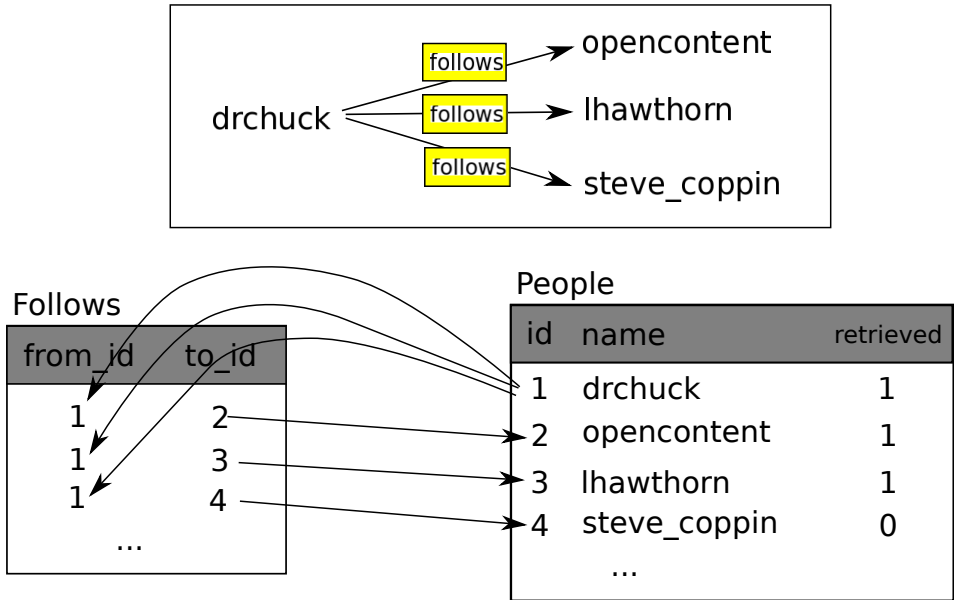 follows
opencontent
drchuck
follows
lhawthorn
follows
steve_coppin
Follows
from_id to_id
1 2
1 3
1 4
...
People
id name retrieved
1 drchuck 1
2 opencontent 1
3 lhawthorn 1
4 steve_coppin 0
...